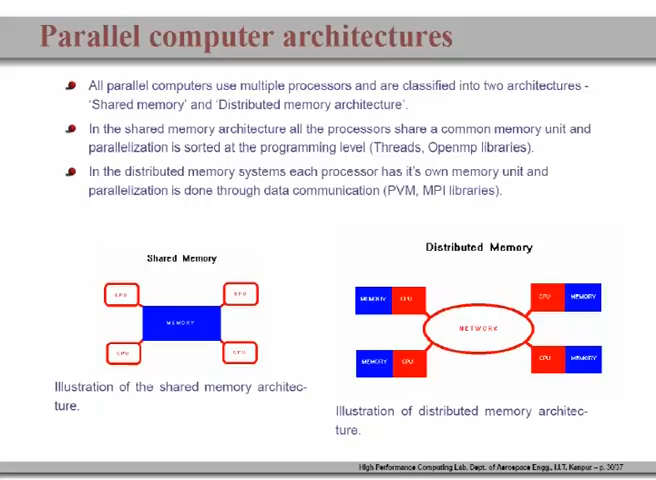 Parallel computer architectures
All parallel computers use multiple processors and are classified into two architectures -
'Shared memory' and 'Distributed memory architecture'.
In the shared memory architecture all the processors share a common memory unit and
parallelization is sorted at the programming level (Threads, Openmp libraries).
In the distributed memory systems each processor has it's own memory unit and
parallelization is done through data communication (PVM, MPI libraries).
Shared Memory
CPU
CPU
MEMORY
CPU
CPU
Illustration of the shared memory architec-
ture.
Distributed Memory
MEMORY CPU
CPU MEMORY
NETWORK
MEMORY CPU
CPU MEMORY
Illustration of distributed memory architec-
ture.
High Performance Computing Lab, Dept. of Aerospace Engg., I.I.T. Kanpur – p. 30/37